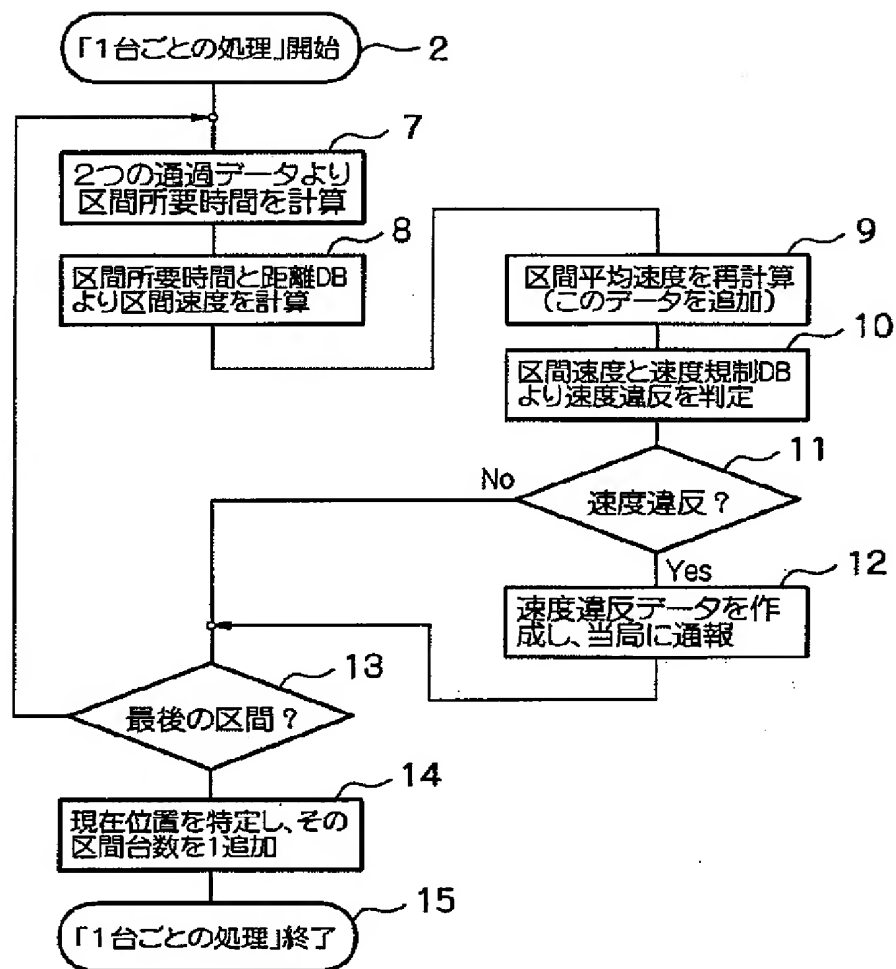 「1台ごとの処理」開始
2
7
2つの通過データより
区間所要時間を計算
8
区間所要時間と距離DB
より区間速度を計算
9
区間平均速度を再計算
(このデータを追加)
10
区間速度と速度規制DB
より速度違反を判定
11
速度違反?
No
Yes
12
速度違反データを作
成し、当局に通報
13
最後の区間?
14
現在位置を特定し、その
区間台数を1追加
15
「1台ごとの処理」終了